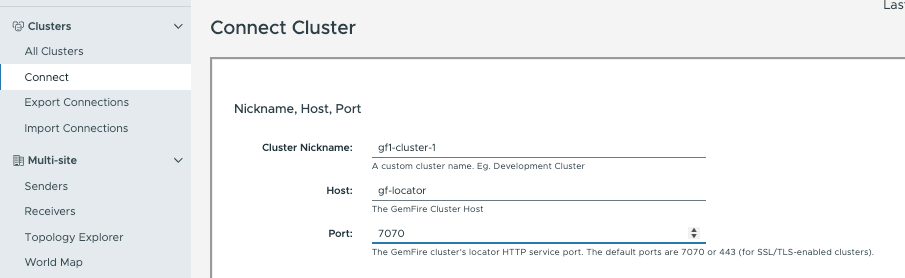 Las
Clusters
All Clusters
Connect
Export Connections
Import Connections
Multi-site
Senders
Receivers
Topology Explorer
World Map
Connect Cluster
Nickname, Host, Port
Cluster Nickname: gf1-cluster-1
A custom cluster name. Eg. Development Cluster
Host: gf-locator
The GemFire Cluster Host
Port: 7070
The GemFire cluster's locator HTTP service port. The default ports are 7070 or 443 (for SSL/TLS-enabled clusters).